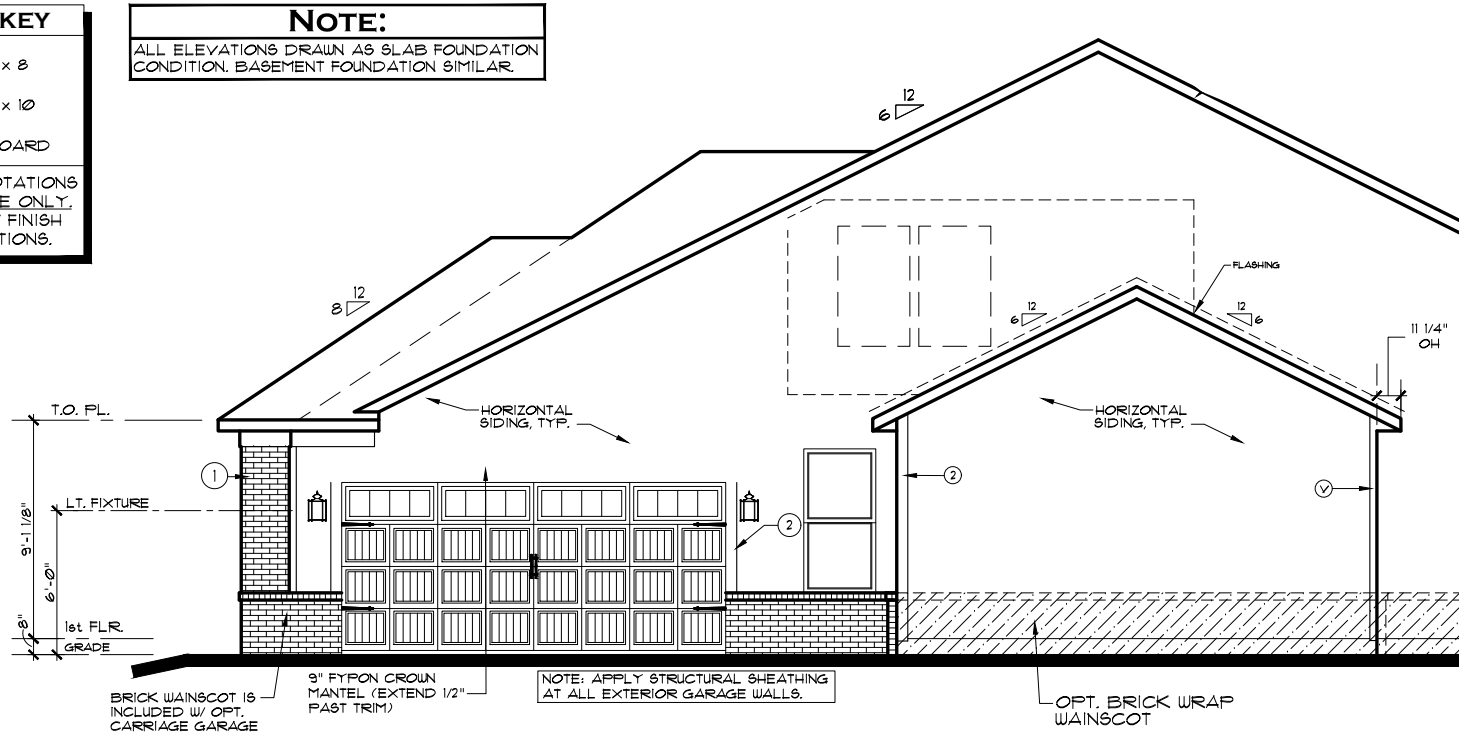 KEY
x 8
x 10
OARD
OTATIONS
E ONLY.
FINISH
TIONS.
NOTE:
ALL ELEVATIONS DRAWN AS SLAB FOUNDATION
CONDITION. BASEMENT FOUNDATION SIMILAR.
12
6
12
8
FLASHING
12
6
12
6
11 1/4"
OH
T.O. PL.
HORIZONTAL
SIDING, TYP.
HORIZONTAL
SIDING, TYP.
1
2
V
LT. FIXTURE
2
9'-1 1/8"
6'-0"
8"
1st FLR.
GRADE
BRICK WAINSCOT IS
INCLUDED W/ OPT.
CARRIAGE GARAGE
9" FYPON CROWN
MANTEL (EXTEND 1/2"
PAST TRIM)
NOTE: APPLY STRUCTURAL SHEATHING
AT ALL EXTERIOR GARAGE WALLS.
OPT. BRICK WRAP
WAINSCOT